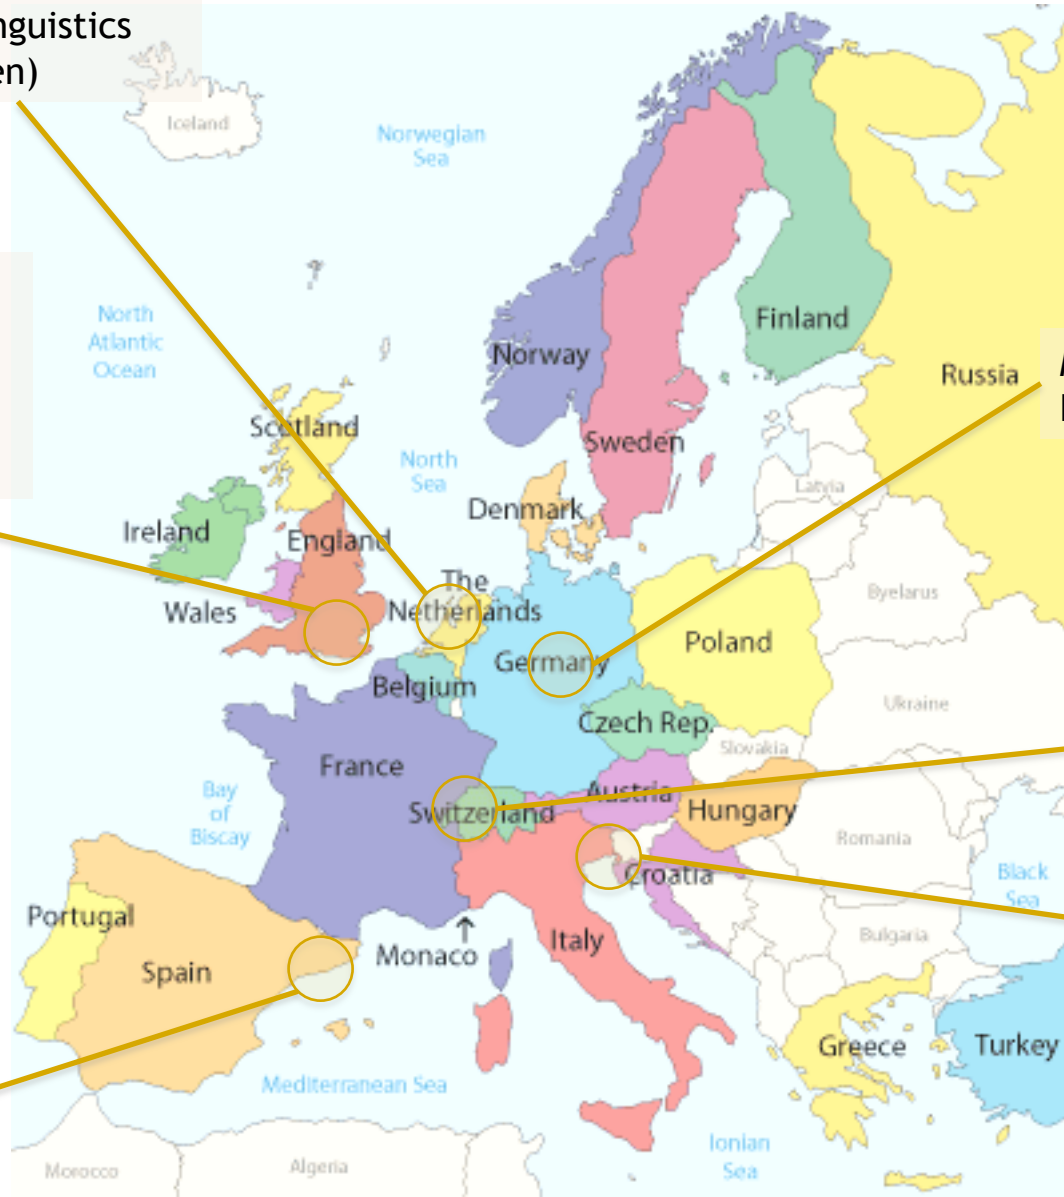 nguistics
en)
Iceland
Norwegian
Sea
North
Atlantic
Ocean
Finland
Norway
Russia
Scotland
Sweden
North
Sea
Latvia
Denmark
Ireland
England
The
Netherlands
Byelarus
Wales
Poland
Germany
Belgium
Ukraine
Czech Rep.
Slovakia
France
Austria
Bay
of
Biscay
Switzerland
Hungary
Romania
Croatia
Black
Sea
Portugal
Bulgaria
Italy
Monaco
Spain
Greece
Turkey
Mediterranean Sea
Ionian
Sea
Algeria
Morocco